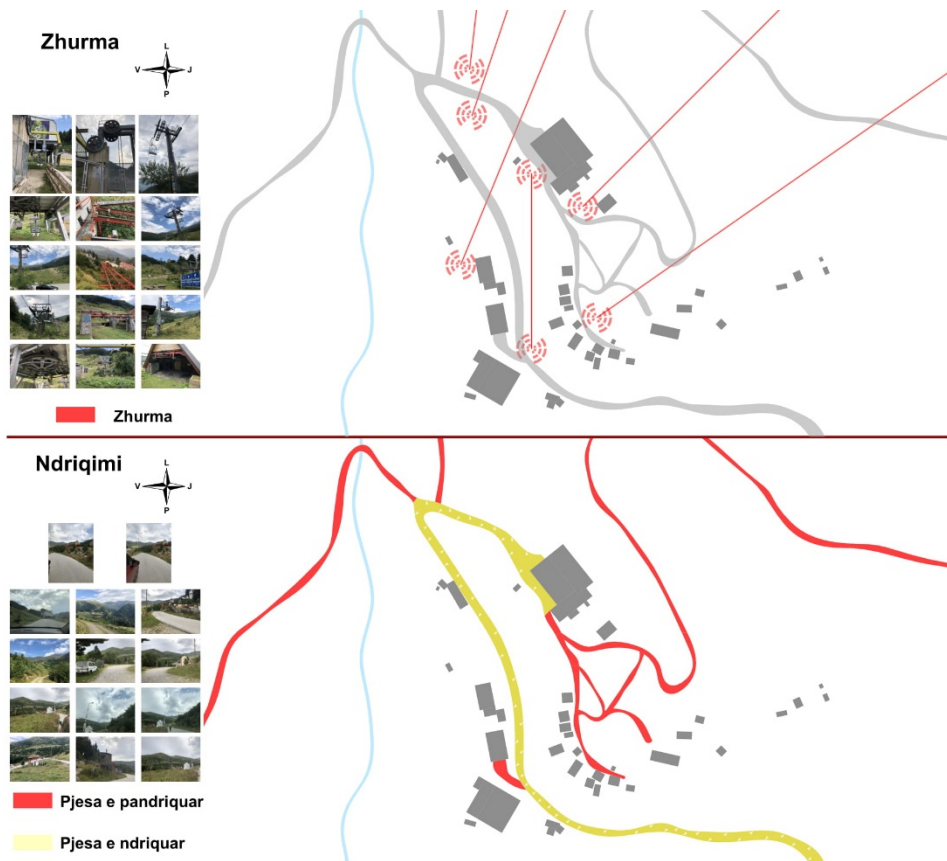 Zhurma
L
V J
P
Zhurma
Ndriqimi
L
V J
P
Pjesa e pandriquar
Pjesa e ndriquar